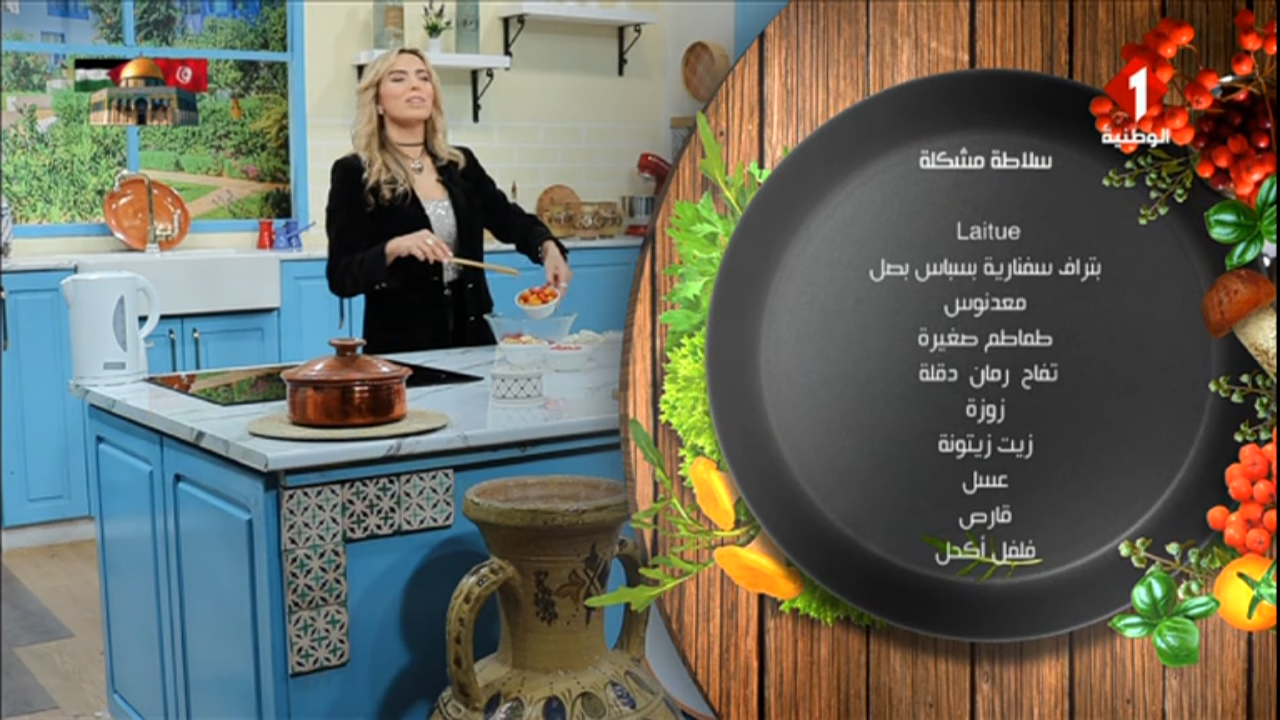 1
الوطنية
سلاطة مشكلة
Laitue
بتراف سفنارية بسباس بصل
معدنوس
طماطم صغيرة
تفاح رمان دقلة
زوزة
زيت زيتونة
عسل
قارص
فلفل أكحل